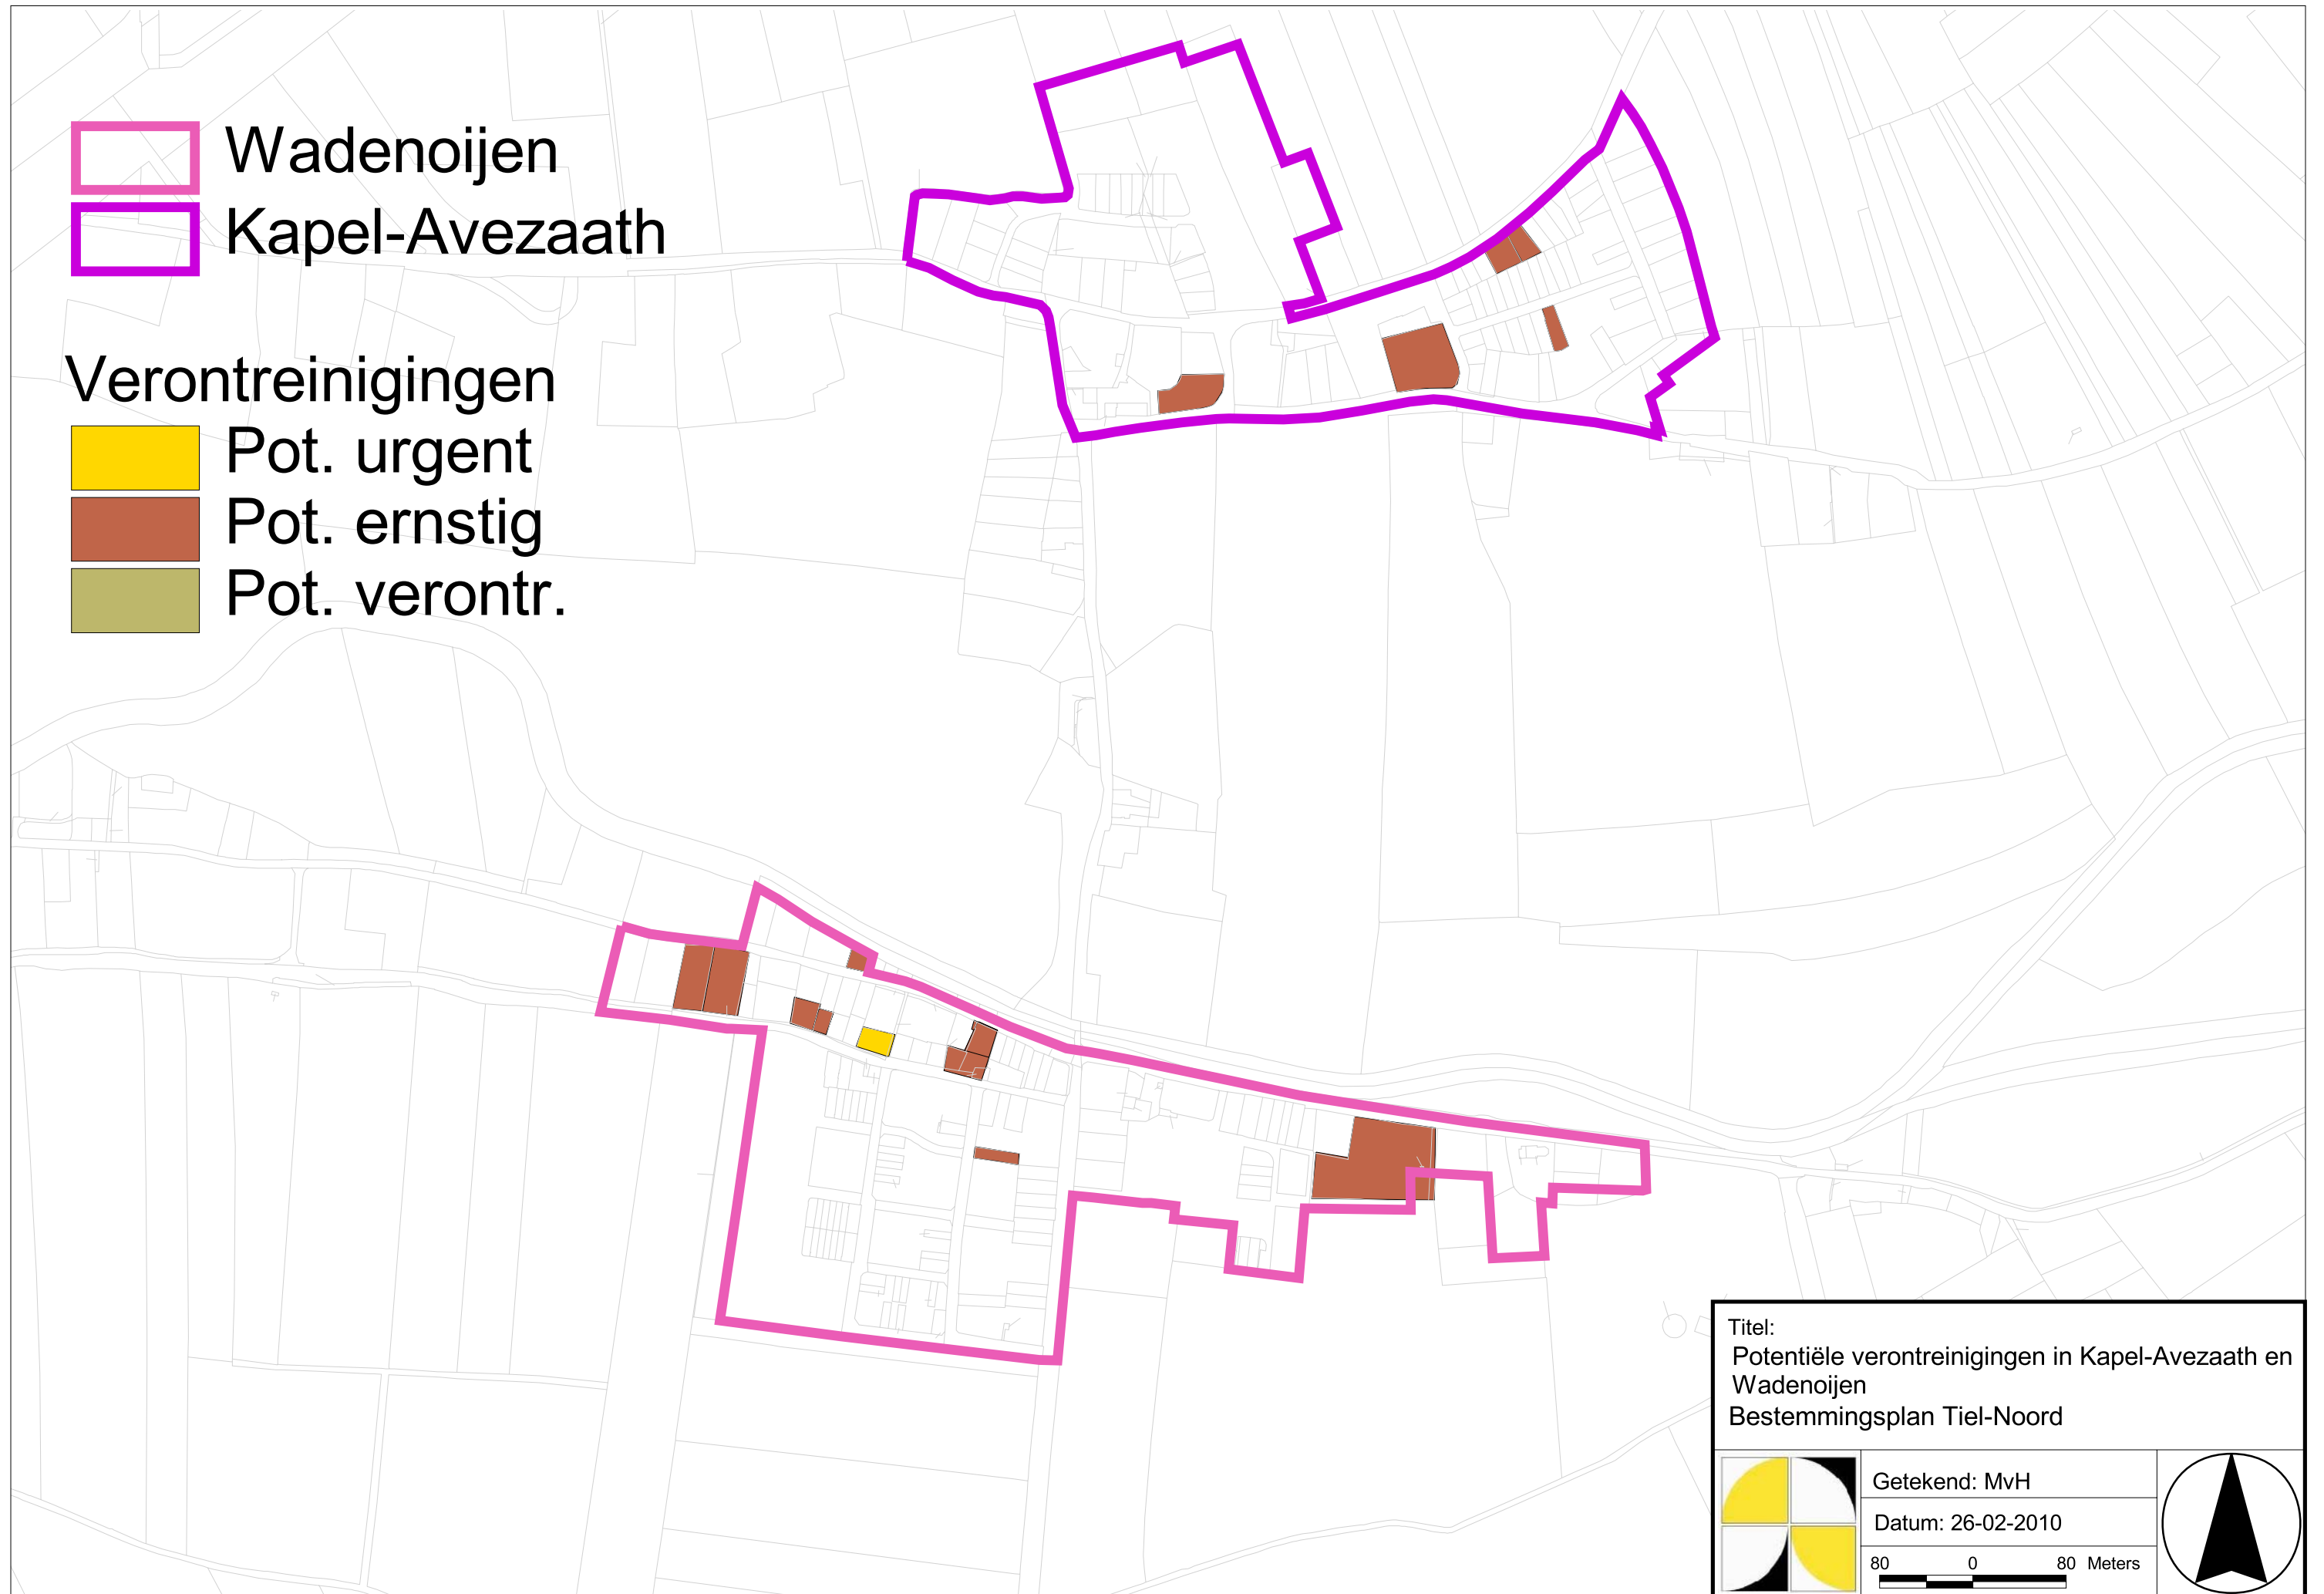 Wadenoijen
Kapel-Avezaath
Verontreinigingen
Pot. urgent
Pot. ernstig
Pot. verontr.
Titel:
Potentiële verontreinigingen in Kapel-Avezaath en
Wadenoijen
Bestemmingsplan Tiel-Noord
Getekend: MvH
Datum: 26-02-2010
80 0 80 Meters